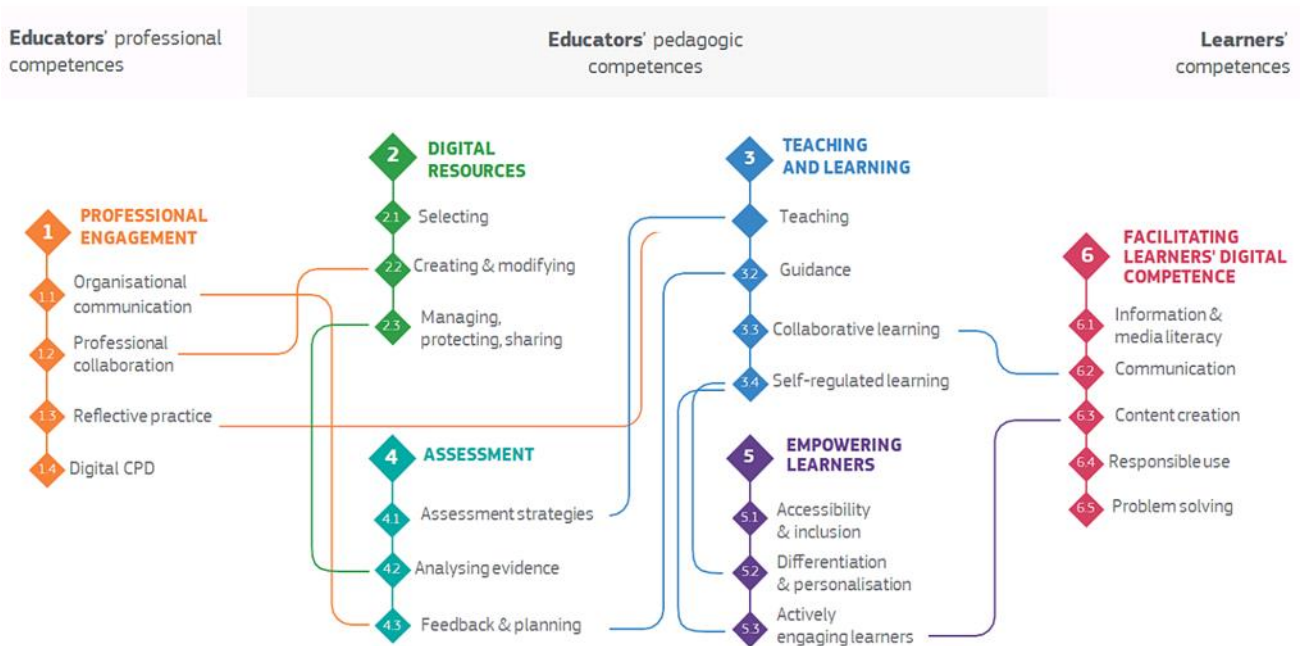 Educators' professional
competences
Educators' pedagogic
competences
Learners'
competences
1
PROFESSIONAL
ENGAGEMENT
1.1
Organisational
communication
1.2
Professional
collaboration
1.3
Reflective practice
1.4
Digital CPD
2
DIGITAL
RESOURCES
2.1
Selecting
2.2
Creating & modifying
2.3
Managing,
protecting, sharing
3
TEACHING
AND LEARNING
Teaching
3.2
Guidance
3.3
Collaborative learning
3.4
Self-regulated learning
4
ASSESSMENT
4.1
Assessment strategies
4.2
Analysing evidence
4.3
Feedback & planning
5
EMPOWERING
LEARNERS
5.1
Accessibility
& inclusion
5.2
Differentiation
& personalisation
5.3
Actively
engaging learners
6
FACILITATING
LEARNERS' DIGITAL
COMPETENCE
6.1
Information &
media literacy
6.2
Communication
6.3
Content creation
6.4
Responsible use
6.5
Problem solving